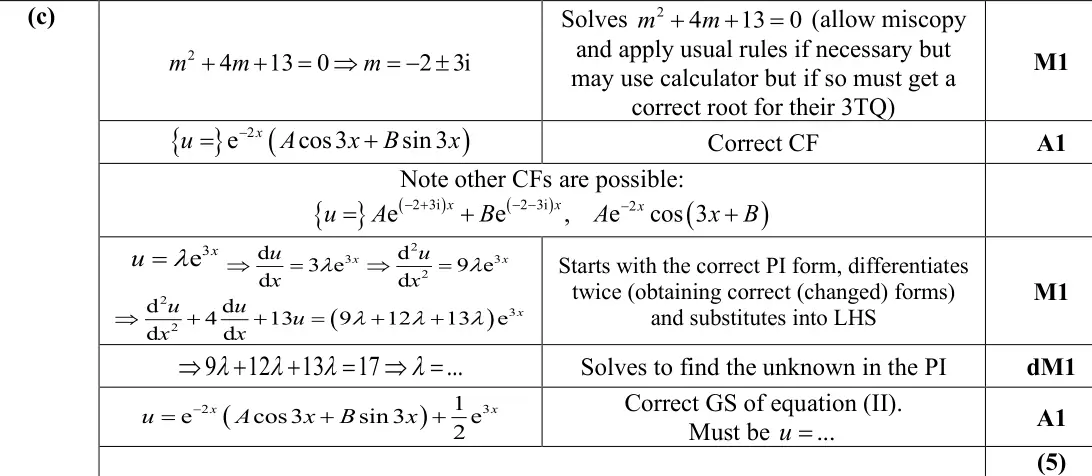 (c)
m² + 4m + 13 = 0 ⇒ m = −2 ± 3i
Solves m² + 4m + 13 = 0 (allow miscopy
and apply usual rules if necessary but
may use calculator but if so must get a
correct root for their 3TQ)
M1
{u =} e^(−2x) (A cos 3x + B sin 3x)
Correct CF
A1
Note other CFs are possible:
{u =} Ae^((−2+3i)x) + Be^((−2−3i)x), Ae^(−2x) cos(3x + B)
u = λe^(3x) ⇒ du/dx = 3λe^(3x) ⇒ d²u/dx² = 9λe^(3x)
⇒ d²u/dx² + 4 du/dx + 13u = (9λ + 12λ + 13λ)e^(3x)
Starts with the correct PI form, differentiates
twice (obtaining correct (changed) forms)
and substitutes into LHS
M1
⇒ 9λ + 12λ + 13λ = 17 ⇒ λ = ...
Solves to find the unknown in the PI
dM1
u = e^(−2x) (A cos 3x + B sin 3x) + 1/2 e^(3x)
Correct GS of equation (II).
Must be u = ...
A1
(5)